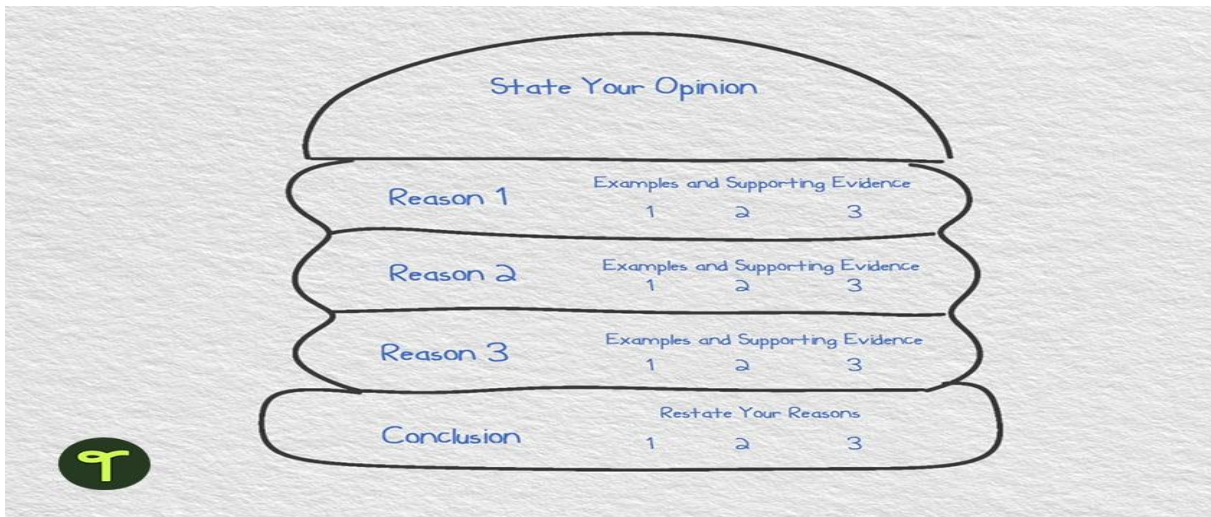 State Your Opinion
Reason 1
Examples and Supporting Evidence
1 2 3
Reason 2
Examples and Supporting Evidence
1 2 3
Reason 3
Examples and Supporting Evidence
1 2 3
Conclusion
Restate Your Reasons
1 2 3